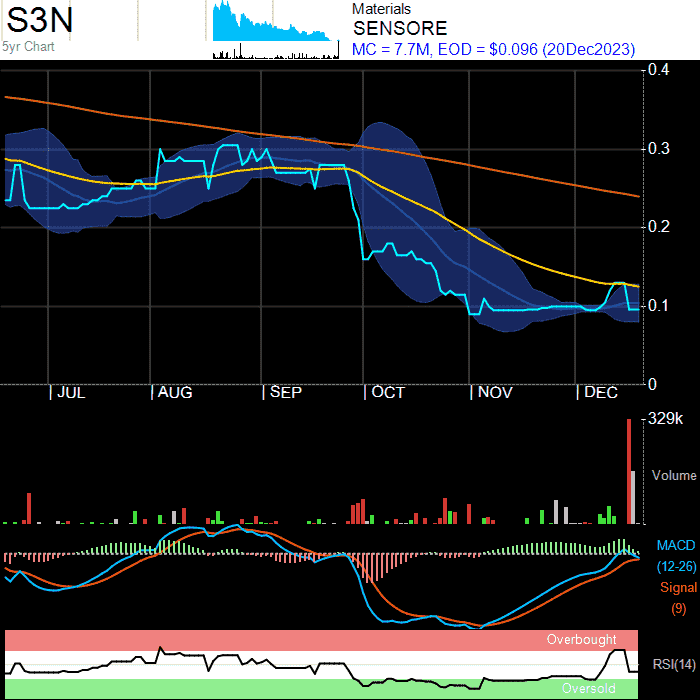 S3N
5yr Chart
Materials
SENSORE
MC = 7.7M, EOD = $0.096 (20Dec2023)
0.4
0.3
0.2
0.1
0
JUL
AUG
SEP
OCT
NOV
DEC
329k
Volume
MACD
(12-26)
Signal
(9)
Overbought
RSI(14)
Oversold